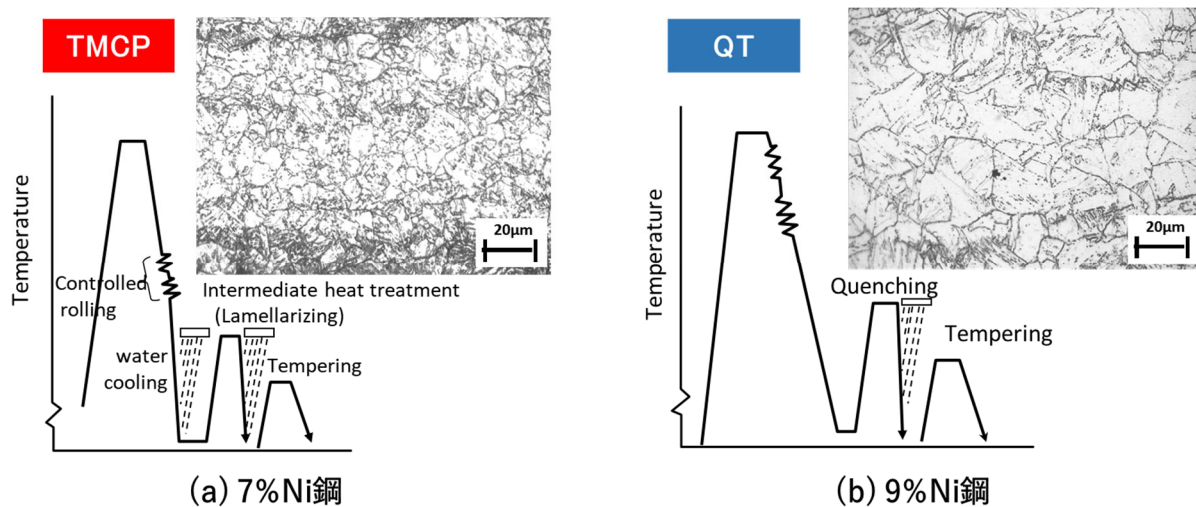 TMCP
20μm
Temperature
Controlled
rolling
Intermediate heat treatment
(Lamellarizing)
water
cooling
Tempering
(a) 7%Ni鋼
QT
20μm
Temperature
Quenching
Tempering
(b) 9%Ni鋼